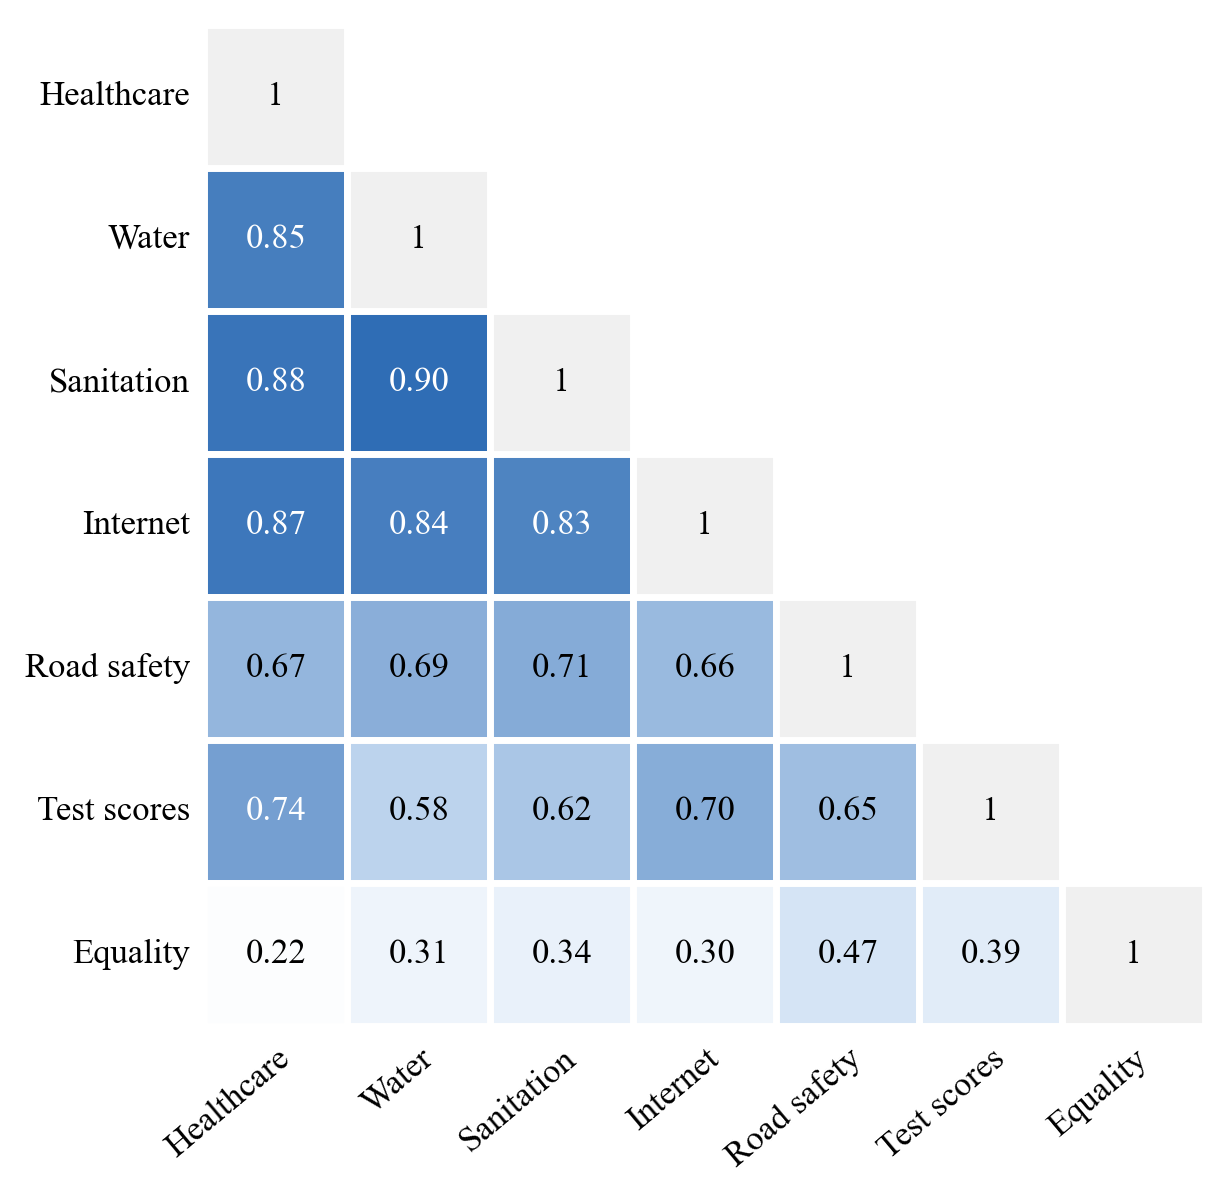 Healthcare 1
Water 0.85 1
Sanitation 0.88 0.90 1
Internet 0.87 0.84 0.83 1
Road safety 0.67 0.69 0.71 0.66 1
Test scores 0.74 0.58 0.62 0.70 0.65 1
Equality 0.22 0.31 0.34 0.30 0.47 0.39 1
Healthcare Water Sanitation Internet Road safety Test scores Equality